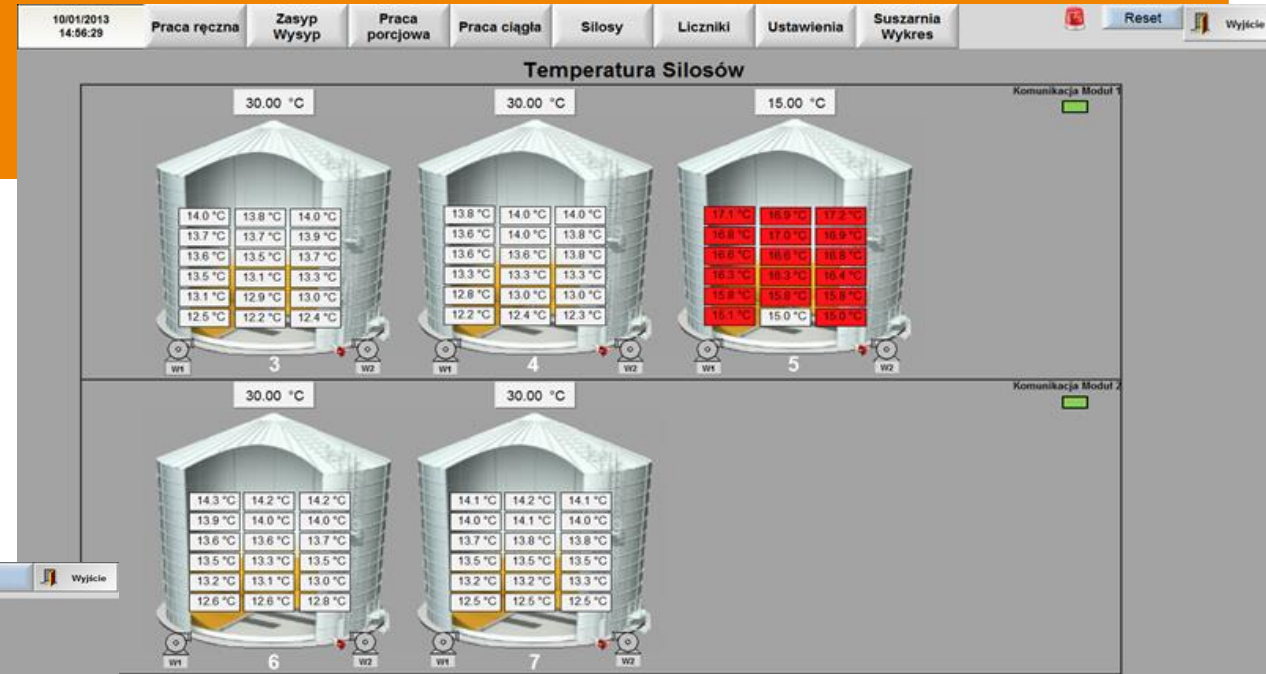 10/01/2013
14:56:29
Praca ręczna
Zasyp
Wysyp
Praca
porcjowa
Praca ciągła
Silosy
Liczniki
Ustawienia
Suszarnia
Wykres
Reset
Wyjście
Temperatura Silosów
30.00 °C 30.00 °C 15.00 °C
Komunikacja Moduł 1
14.0 °C 13.8 °C 14.0 °C
13.7 °C 13.7 °C 13.9 °C
13.6 °C 13.5 °C 13.7 °C
13.5 °C 13.1 °C 13.3 °C
13.1 °C 12.9 °C 13.0 °C
12.5 °C 12.2 °C 12.4 °C
W1 3 W2
13.8 °C 14.0 °C 14.0 °C
13.6 °C 14.0 °C 13.8 °C
13.6 °C 13.6 °C 13.8 °C
13.3 °C 13.3 °C 13.3 °C
12.8 °C 13.0 °C 13.0 °C
12.2 °C 12.4 °C 12.3 °C
W1 4 W2
17.1 °C 16.9 °C 17.2 °C
16.8 °C 17.0 °C 16.9 °C
16.6 °C 16.6 °C 16.8 °C
16.3 °C 16.3 °C 16.4 °C
15.8 °C 15.8 °C 15.8 °C
15.1 °C 15.0 °C 15.0 °C
W1 5 W2
30.00 °C 30.00 °C
Komunikacja Moduł 2
14.3 °C 14.2 °C 14.2 °C
13.9 °C 14.0 °C 14.0 °C
13.6 °C 13.6 °C 13.7 °C
13.5 °C 13.3 °C 13.5 °C
13.2 °C 13.1 °C 13.0 °C
12.6 °C 12.6 °C 12.8 °C
W1 6 W2
14.1 °C 14.2 °C 14.1 °C
14.0 °C 14.1 °C 14.0 °C
13.7 °C 13.8 °C 13.8 °C
13.5 °C 13.5 °C 13.5 °C
13.2 °C 13.2 °C 13.3 °C
12.5 °C 12.5 °C 12.5 °C
W1 7 W2
Wyjście